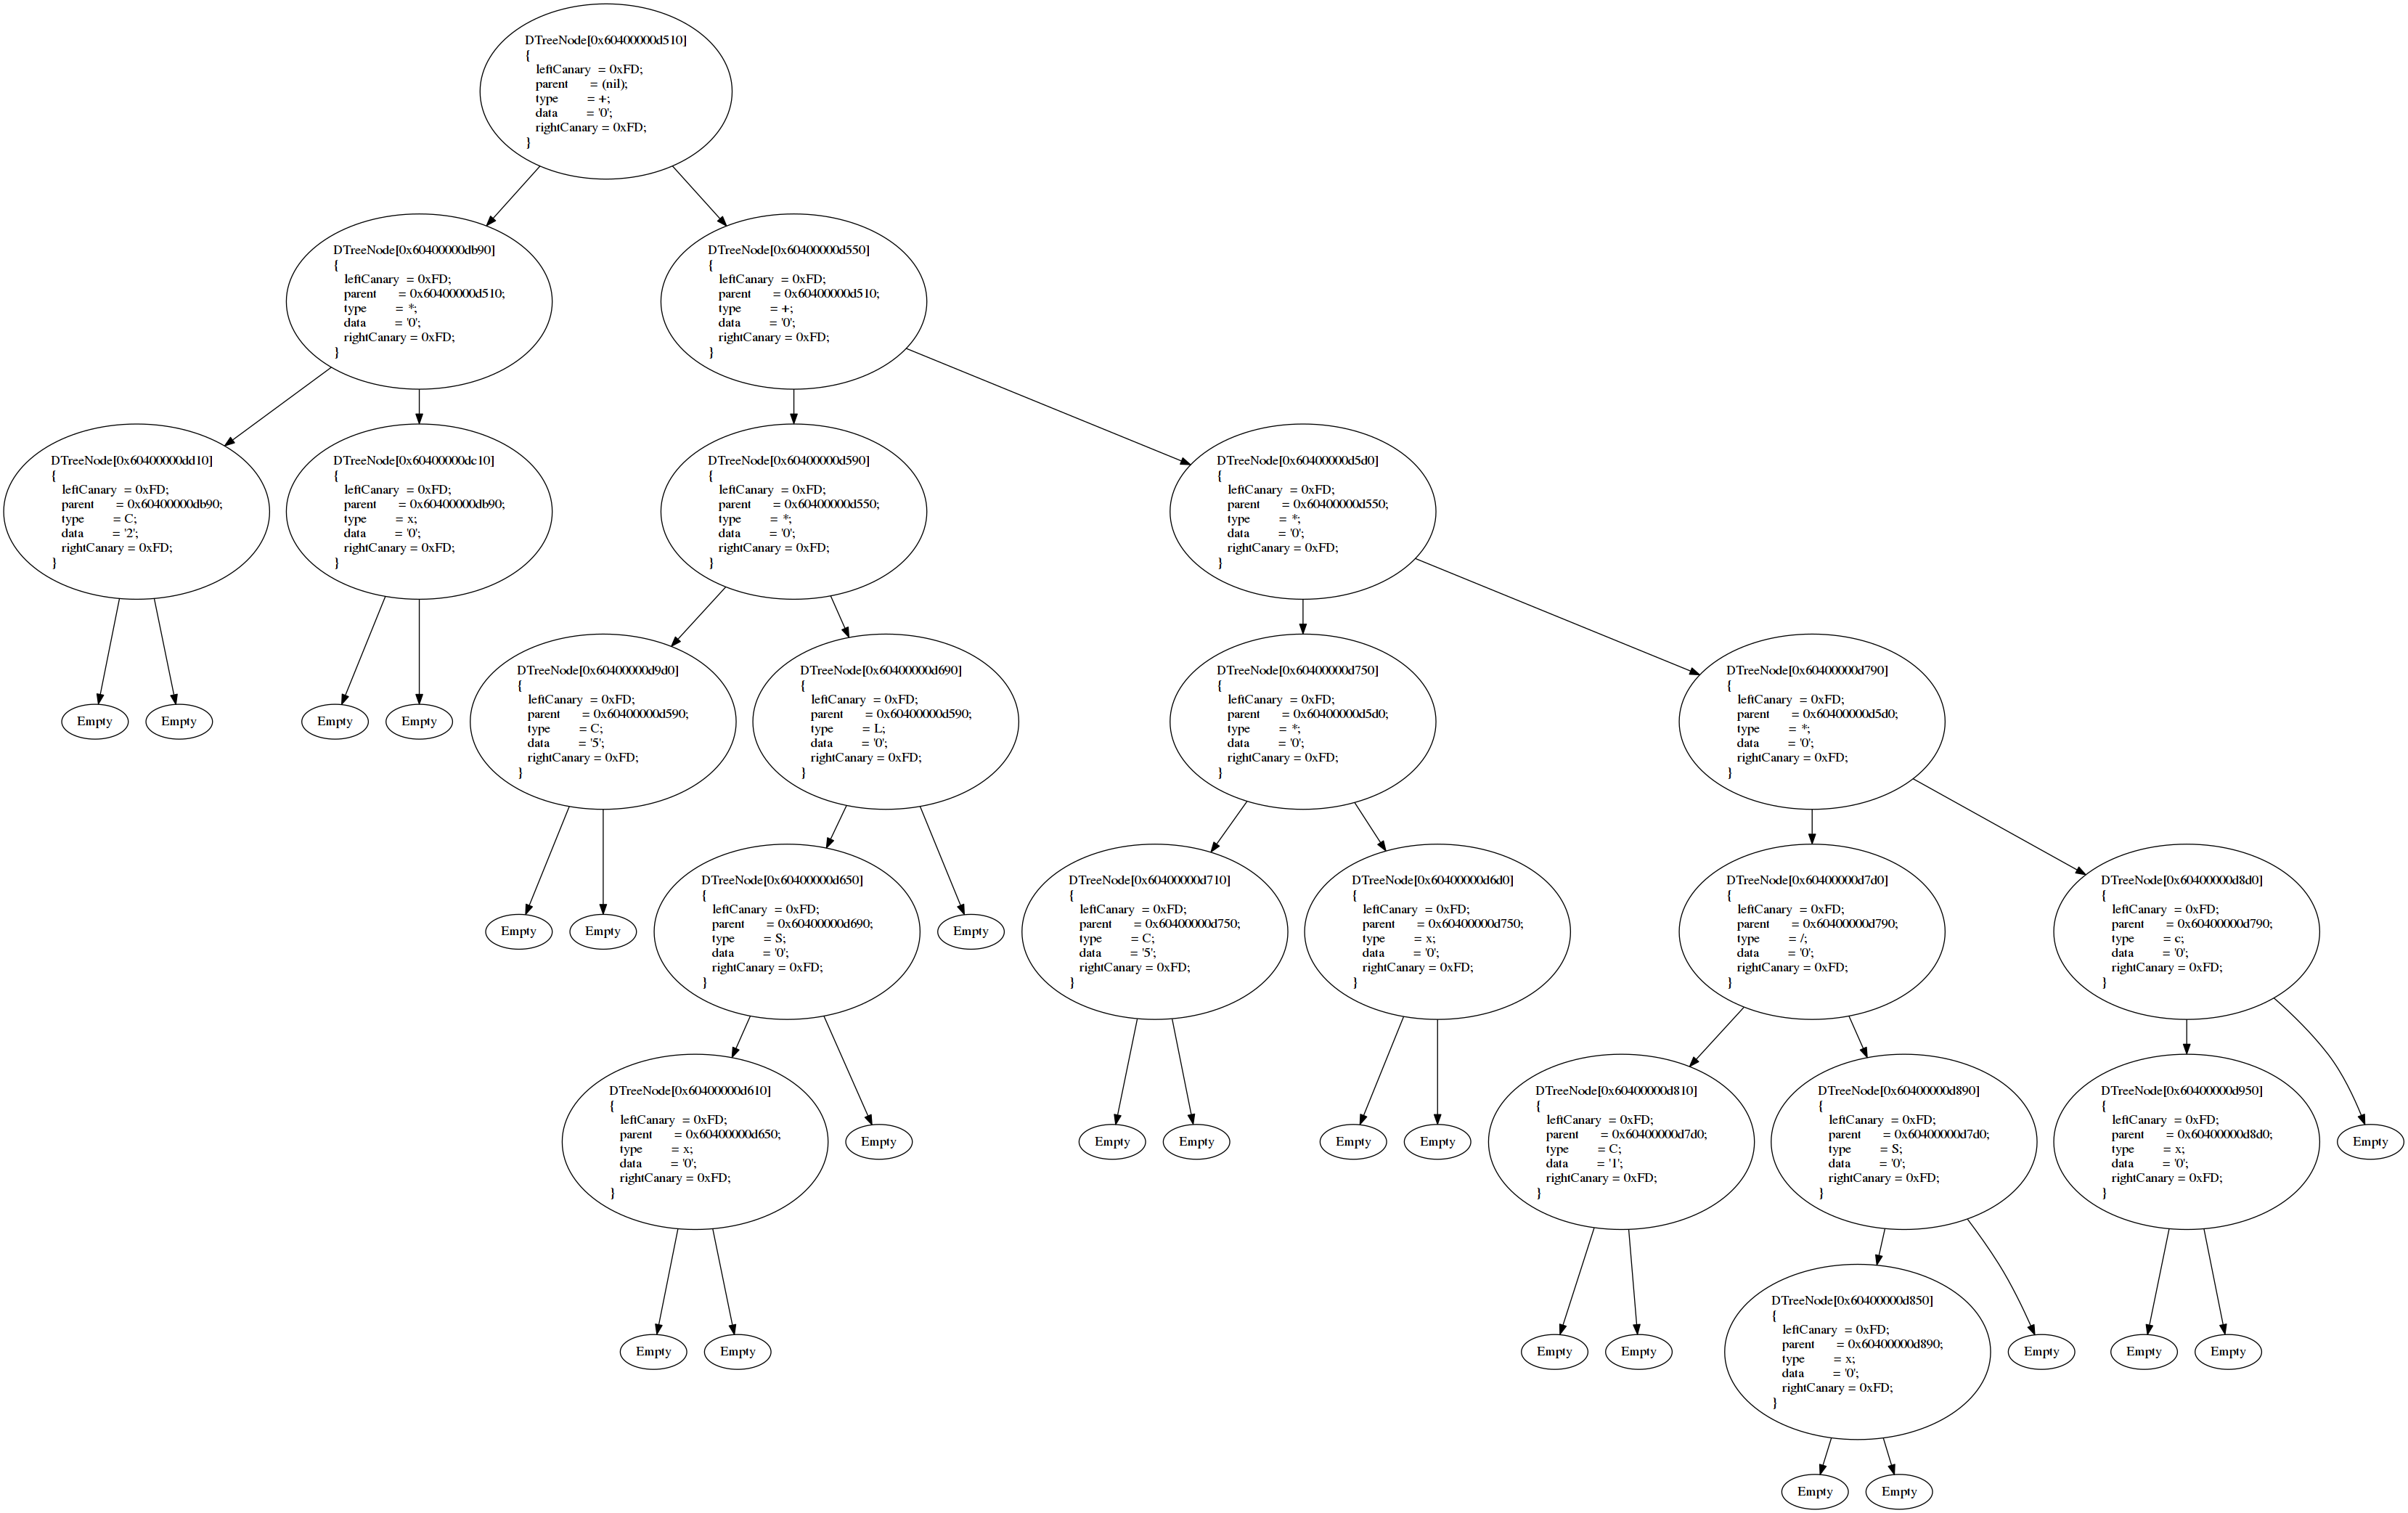 DTreeNode[0x60400000d510]
{
leftCanary = 0xFD;
parent = (nil);
type = +;
data = '0';
rightCanary = 0xFD;
}
DTreeNode[0x60400000db90]
{
leftCanary = 0xFD;
parent = 0x60400000d510;
type = *;
data = '0';
rightCanary = 0xFD;
}
DTreeNode[0x60400000d550]
{
leftCanary = 0xFD;
parent = 0x60400000d510;
type = +;
data = '0';
rightCanary = 0xFD;
}
DTreeNode[0x60400000dd10]
{
leftCanary = 0xFD;
parent = 0x60400000db90;
type = C;
data = '2';
rightCanary = 0xFD;
}
DTreeNode[0x60400000dc10]
{
leftCanary = 0xFD;
parent = 0x60400000db90;
type = x;
data = '0';
rightCanary = 0xFD;
}
DTreeNode[0x60400000d590]
{
leftCanary = 0xFD;
parent = 0x60400000d550;
type = *;
data = '0';
rightCanary = 0xFD;
}
DTreeNode[0x60400000d5d0]
{
leftCanary = 0xFD;
parent = 0x60400000d550;
type = *;
data = '0';
rightCanary = 0xFD;
}
Empty
Empty
Empty
Empty
DTreeNode[0x60400000d9d0]
{
leftCanary = 0xFD;
parent = 0x60400000d590;
type = C;
data = '5';
rightCanary = 0xFD;
}
DTreeNode[0x60400000d690]
{
leftCanary = 0xFD;
parent = 0x60400000d590;
type = L;
data = '0';
rightCanary = 0xFD;
}
DTreeNode[0x60400000d750]
{
leftCanary = 0xFD;
parent = 0x60400000d5d0;
type = *;
data = '0';
rightCanary = 0xFD;
}
DTreeNode[0x60400000d790]
{
leftCanary = 0xFD;
parent = 0x60400000d5d0;
type = *;
data = '0';
rightCanary = 0xFD;
}
Empty
Empty
DTreeNode[0x60400000d650]
{
leftCanary = 0xFD;
parent = 0x60400000d690;
type = S;
data = '0';
rightCanary = 0xFD;
}
Empty
DTreeNode[0x60400000d710]
{
leftCanary = 0xFD;
parent = 0x60400000d750;
type = C;
data = '5';
rightCanary = 0xFD;
}
DTreeNode[0x60400000d6d0]
{
leftCanary = 0xFD;
parent = 0x60400000d750;
type = x;
data = '0';
rightCanary = 0xFD;
}
DTreeNode[0x60400000d7d0]
{
leftCanary = 0xFD;
parent = 0x60400000d790;
type = /;
data = '0';
rightCanary = 0xFD;
}
DTreeNode[0x60400000d8d0]
{
leftCanary = 0xFD;
parent = 0x60400000d790;
type = c;
data = '0';
rightCanary = 0xFD;
}
DTreeNode[0x60400000d610]
{
leftCanary = 0xFD;
parent = 0x60400000d650;
type = x;
data = '0';
rightCanary = 0xFD;
}
Empty
Empty
Empty
Empty
Empty
DTreeNode[0x60400000d810]
{
leftCanary = 0xFD;
parent = 0x60400000d7d0;
type = C;
data = '1';
rightCanary = 0xFD;
}
DTreeNode[0x60400000d890]
{
leftCanary = 0xFD;
parent = 0x60400000d7d0;
type = S;
data = '0';
rightCanary = 0xFD;
}
DTreeNode[0x60400000d950]
{
leftCanary = 0xFD;
parent = 0x60400000d8d0;
type = x;
data = '0';
rightCanary = 0xFD;
}
Empty
Empty
Empty
Empty
Empty
DTreeNode[0x60400000d850]
{
leftCanary = 0xFD;
parent = 0x60400000d890;
type = x;
data = '0';
rightCanary = 0xFD;
}
Empty
Empty
Empty
Empty
Empty